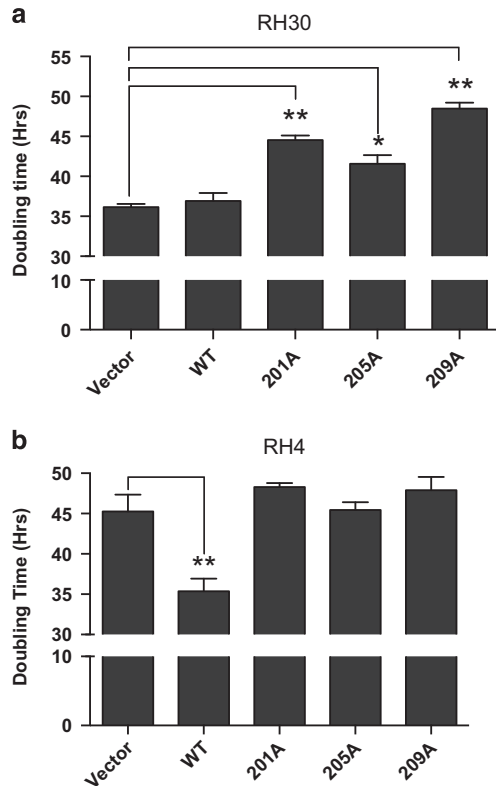 a
RH30
Doubling time (Hrs)
55
50
45
40
35
30
10
0
**
*
**
Vector
WT
201A
205A
209A
b
RH4
Doubling Time (Hrs)
50
45
40
35
30
10
0
**
Vector
WT
201A
205A
209A